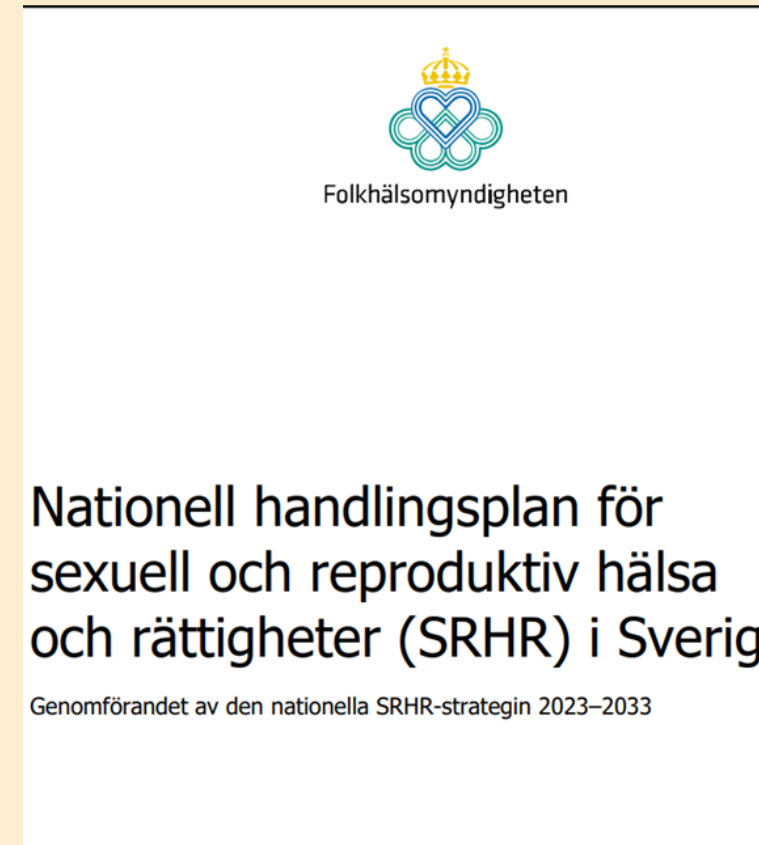 Folkhälsomyndigheten
Nationell handlingsplan för
sexuell och reproduktiv hälsa
och rättigheter (SRHR) i Sverig
Genomförandet av den nationella SRHR-strategin 2023–2033